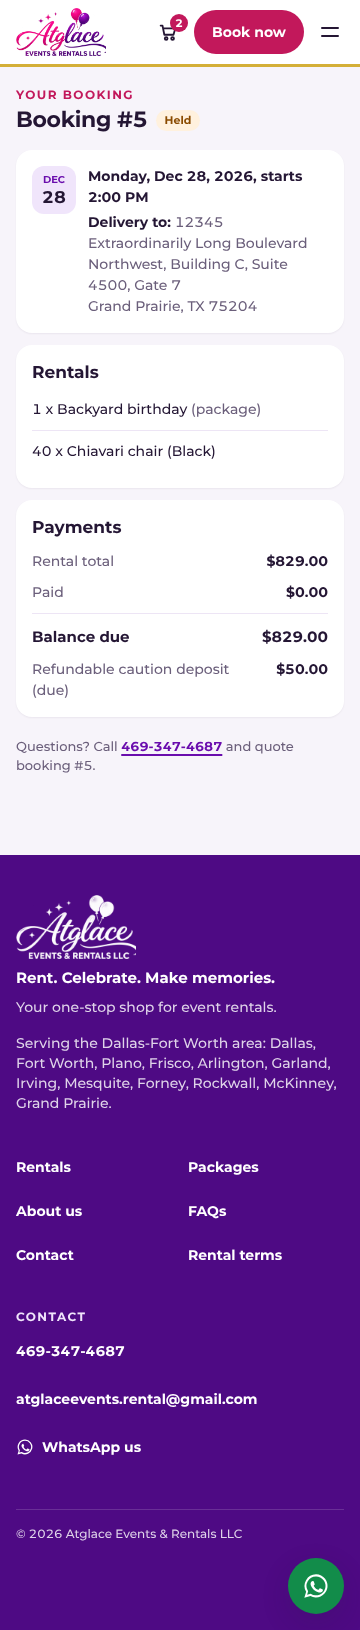 Atglace
EVENTS & RENTALS LLC
2
Book now
YOUR BOOKING
Booking #5
Held
DEC
28
Monday, Dec 28, 2026, starts
2:00 PM
Delivery to: 12345
Extraordinarily Long Boulevard
Northwest, Building C, Suite
4500, Gate 7
Grand Prairie, TX 75204
Rentals
1 x Backyard birthday (package)
40 x Chiavari chair (Black)
Payments
Rental total $829.00
Paid $0.00
Balance due $829.00
Refundable caution deposit $50.00
(due)
Questions? Call 469-347-4687 and quote
booking #5.
Atglace
EVENTS & RENTALS LLC
Rent. Celebrate. Make memories.
Your one-stop shop for event rentals.
Serving the Dallas-Fort Worth area: Dallas,
Fort Worth, Plano, Frisco, Arlington, Garland,
Irving, Mesquite, Forney, Rockwall, McKinney,
Grand Prairie.
Rentals Packages
About us FAQs
Contact Rental terms
CONTACT
469-347-4687
atglaceevents.rental@gmail.com
WhatsApp us
© 2026 Atglace Events & Rentals LLC